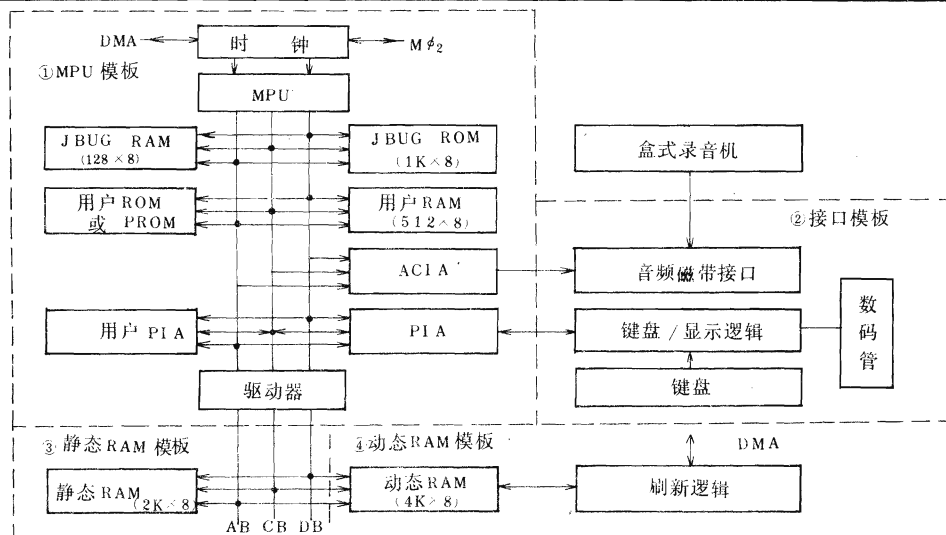 DMA
时 钟
Mφ₂
①MPU 模板
MPU
JBUG RAM
(128×8)
JBUG ROM
(1K×8)
盒式录音机
用户ROM
或 PROM
用户RAM
(512×8)
②接口模板
ACIA
音频磁带接口
数码管
用户PIA
PIA
键盘/显示逻辑
驱动器
键盘
③静态RAM模板
④动态RAM模板
DMA
静态RAM
(2K×8)
动态RAM
(4K×8)
刷新逻辑
AB CB DB